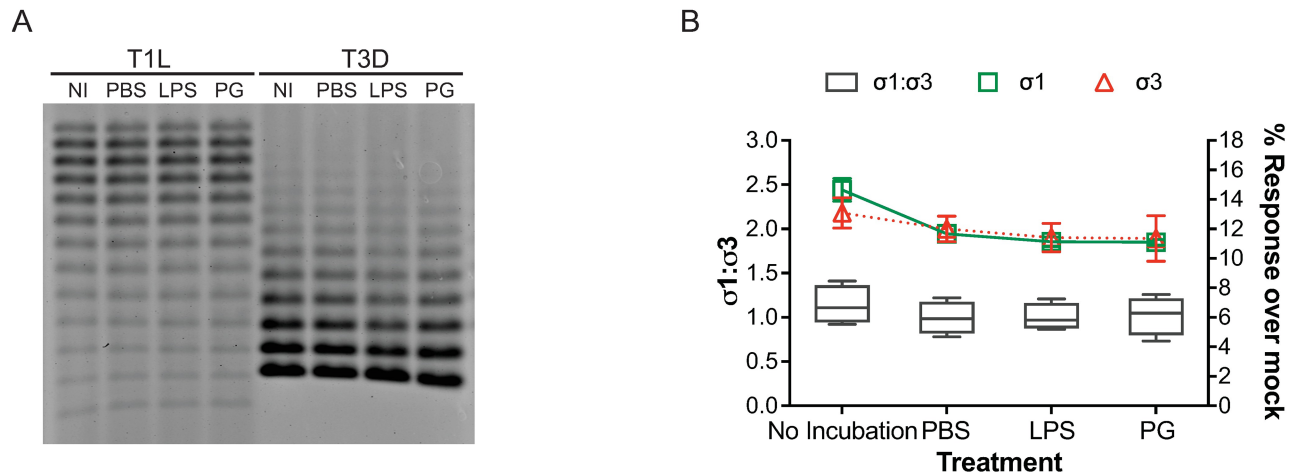 A
T1L T3D
NI PBS LPS PG NI PBS LPS PG
B
σ1:σ3 σ1 σ3
3.0
2.5
2.0
1.5
1.0
0.5
0.0
σ1:σ3
18
16
14
12
10
8
6
4
2
0
% Response over mock
No Incubation PBS LPS PG
Treatment